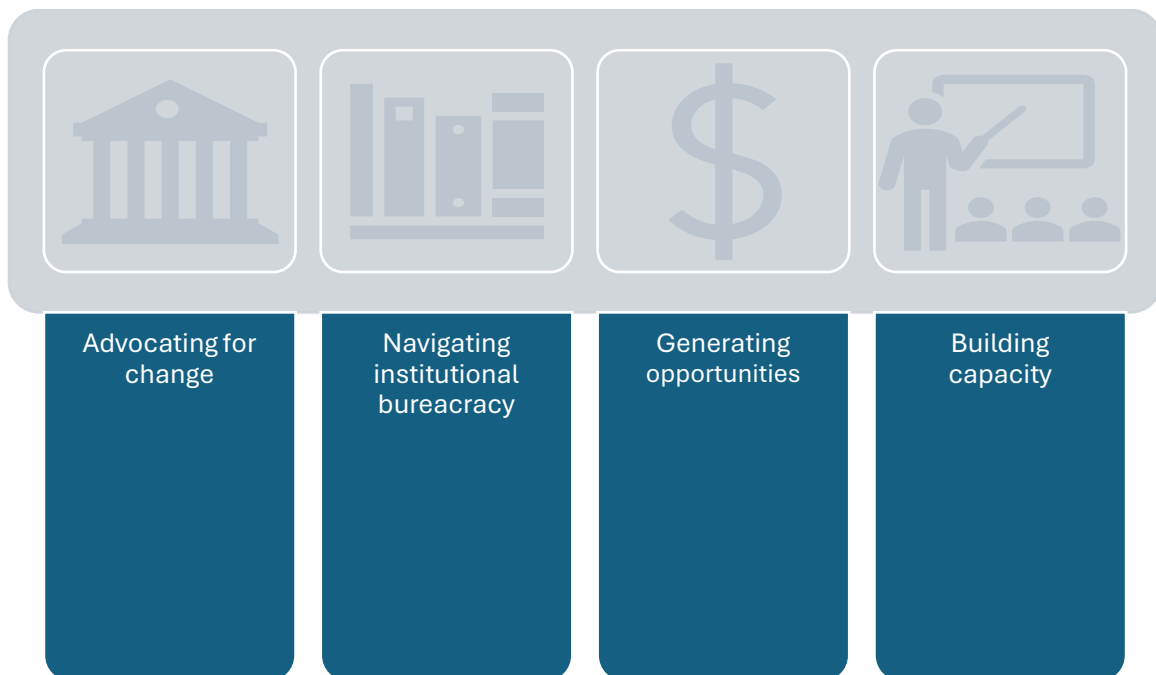 Advocating for
change
Navigating
institutional
bureacracy
Generating
opportunities
Building
capacity